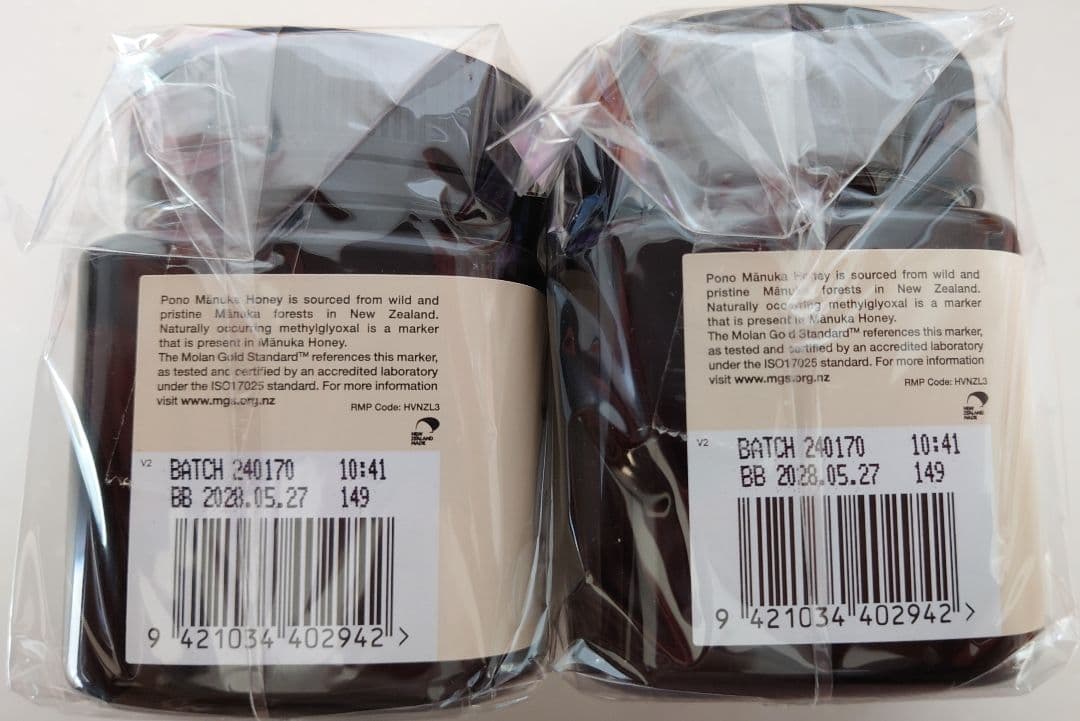 Pono Mānuka Honey is sourced from wild and
pristine Mānuka forests in New Zealand.
Naturally occurring methylglyoxal is a marker
that is present in Mānuka Honey.
The Molan Gold Standard™ references this marker,
as tested and certified by an accredited laboratory
under the ISO17025 standard. For more information
visit www.mgs.org.nz
RMP Code: HVNZL3
NEW
ZEALAND
MADE
V2
BATCH 240170 10:41
BB 2028.05.27 149
9 421034 402942 >
Pono Mānuka Honey is sourced from wild and
pristine Mānuka forests in New Zealand.
Naturally occurring methylglyoxal is a marker
that is present in Mānuka Honey.
The Molan Gold Standard™ references this marker,
as tested and certified by an accredited laboratory
under the ISO17025 standard. For more information
visit www.mgs.org.nz
RMP Code: HVNZL3
NEW
ZEALAND
MADE
V2
BATCH 240170 10:41
BB 2028.05.27 149
9 421034 402942 >